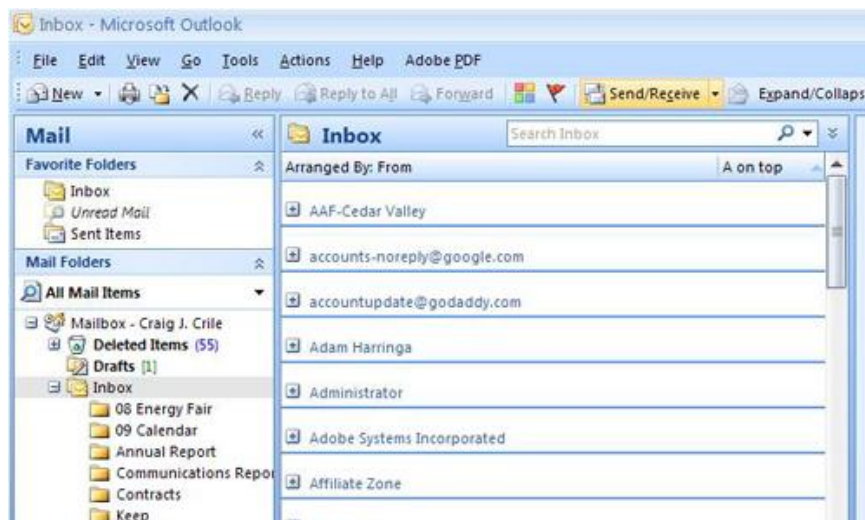 Inbox - Microsoft Outlook
File Edit View Go Tools Actions Help Adobe PDF
New Reply Reply to All Forward Send/Receive Expand/Collaps
Mail
Favorite Folders
Inbox
Unread Mail
Sent Items
Mail Folders
All Mail Items
Mailbox - Craig J. Crile
Deleted Items (55)
Drafts [1]
Inbox
08 Energy Fair
09 Calendar
Annual Report
Communications Repor
Contracts
Keep
Inbox Search Inbox
Arranged By: From A on top
AAF-Cedar Valley
accounts-noreply@google.com
accountupdate@godaddy.com
Adam Harringa
Administrator
Adobe Systems Incorporated
Affiliate Zone